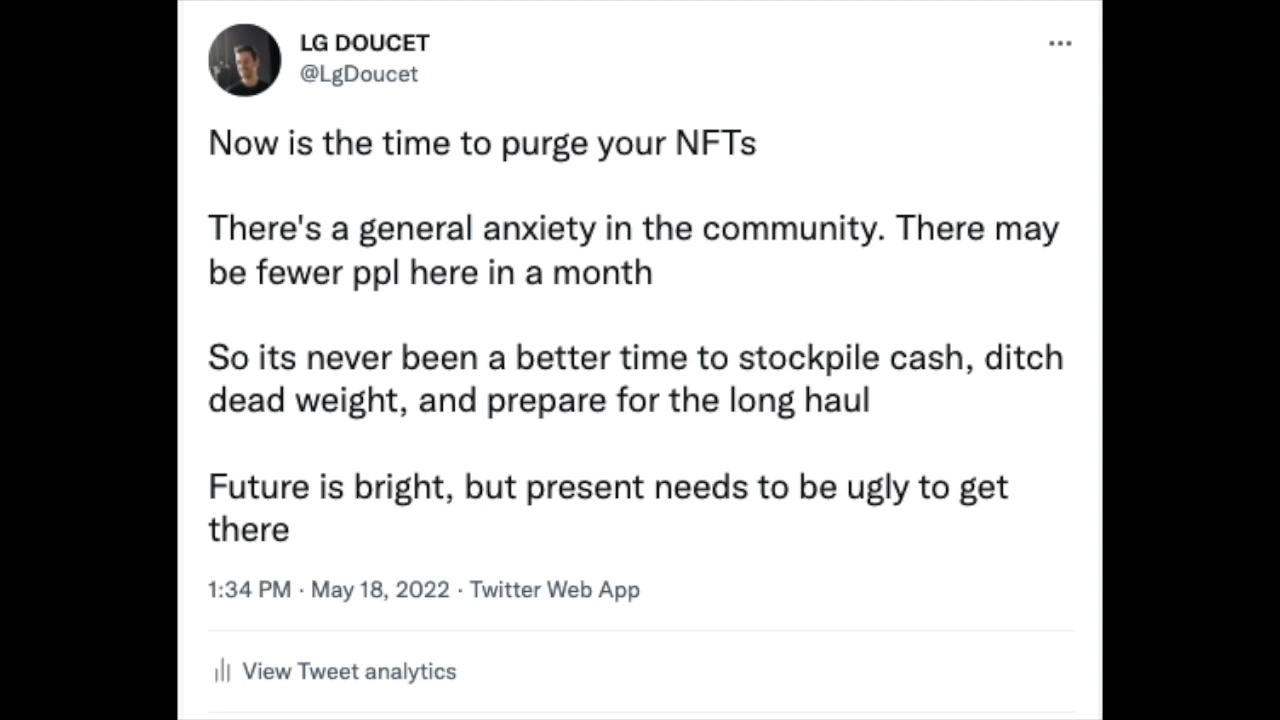 LG DOUCET
@LgDoucet
Now is the time to purge your NFTs
There's a general anxiety in the community. There may
be fewer ppl here in a month
So its never been a better time to stockpile cash, ditch
dead weight, and prepare for the long haul
Future is bright, but present needs to be ugly to get
there
1:34 PM · May 18, 2022 · Twitter Web App
View Tweet analytics